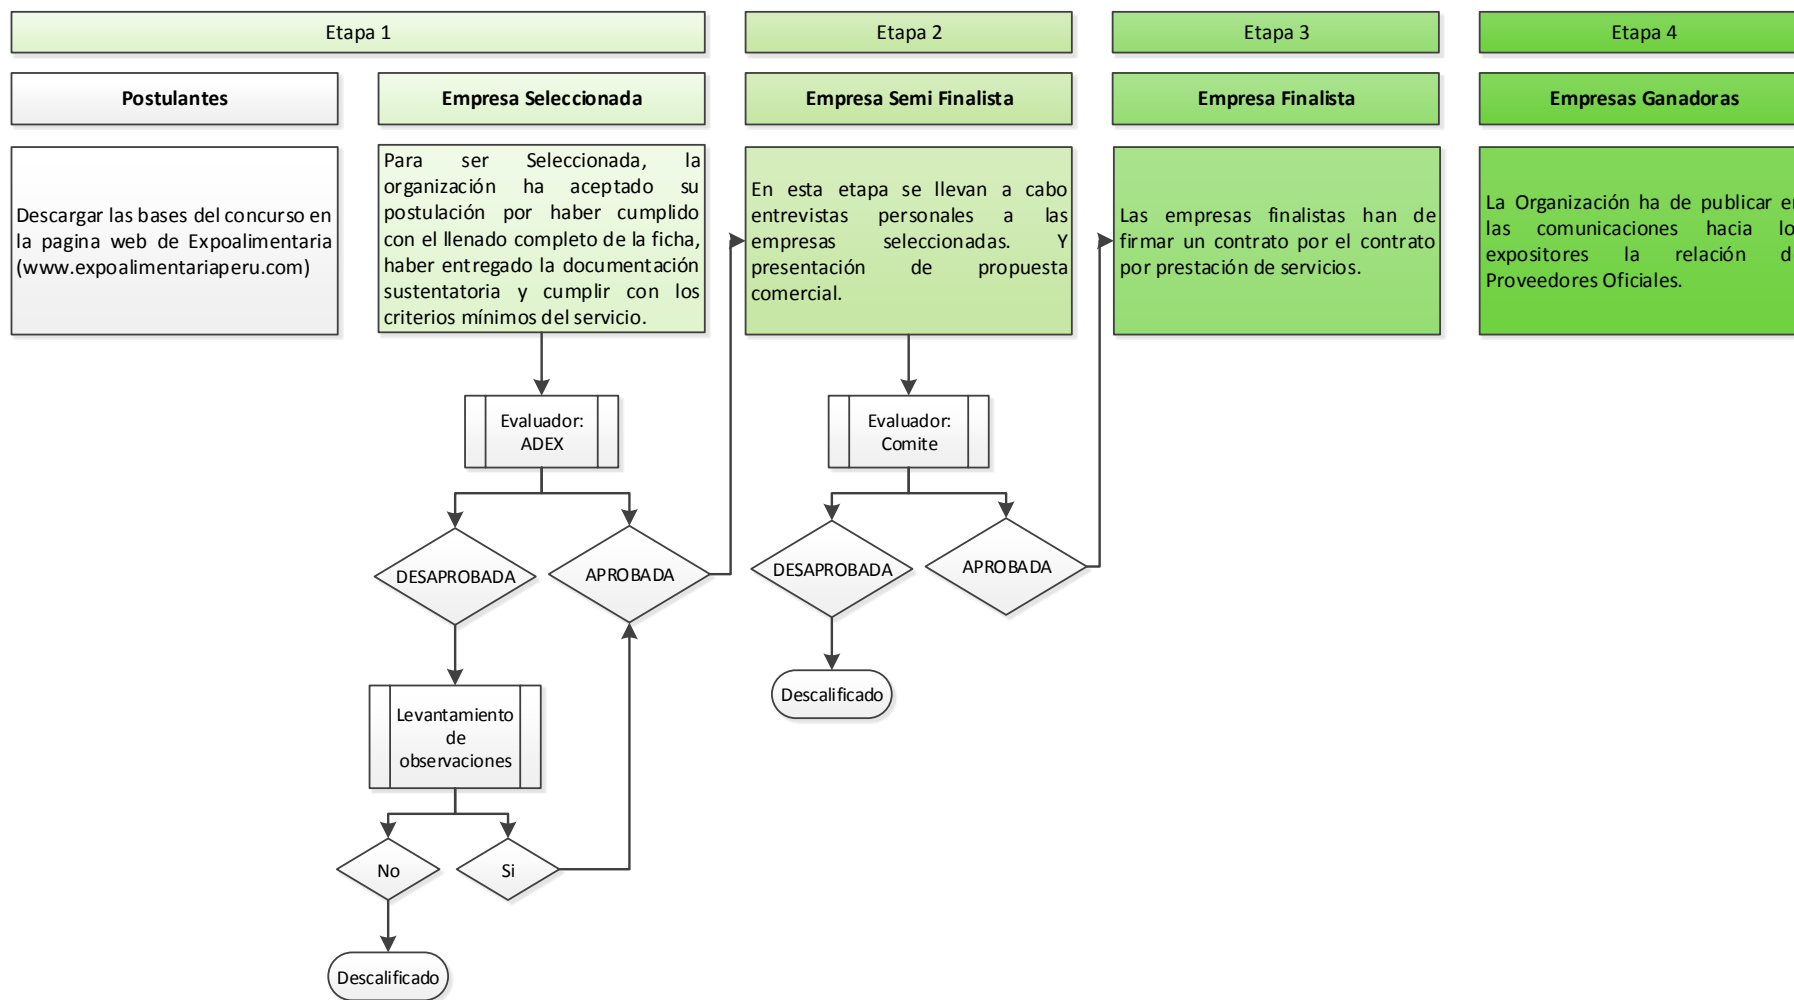 Etapa 1
Etapa 2
Etapa 3
Etapa 4
Postulantes
Empresa Seleccionada
Empresa Semi Finalista
Empresa Finalista
Empresas Ganadoras
Descargar las bases del concurso en
la pagina web de Expoalimentaria
(www.expoalimentariaperu.com)
Para ser Seleccionada, la
organización ha aceptado su
postulación por haber cumplido
con el llenado completo de la ficha,
haber entregado la documentación
sustentatoria y cumplir con los
criterios mínimos del servicio.
En esta etapa se llevan a cabo
entrevistas personales a las
empresas seleccionadas. Y
presentación de propuesta
comercial.
Las empresas finalistas han de
firmar un contrato por el contrato
por prestación de servicios.
La Organización ha de publicar
las comunicaciones hacia
expositores la relación
Proveedores Oficiales.
Evaluador:
ADEX
Evaluador:
Comite
DESAPROBADA
APROBADA
DESAPROBADA
APROBADA
Descalificado
Levantamiento
de
observaciones
No
Si
Descalificado